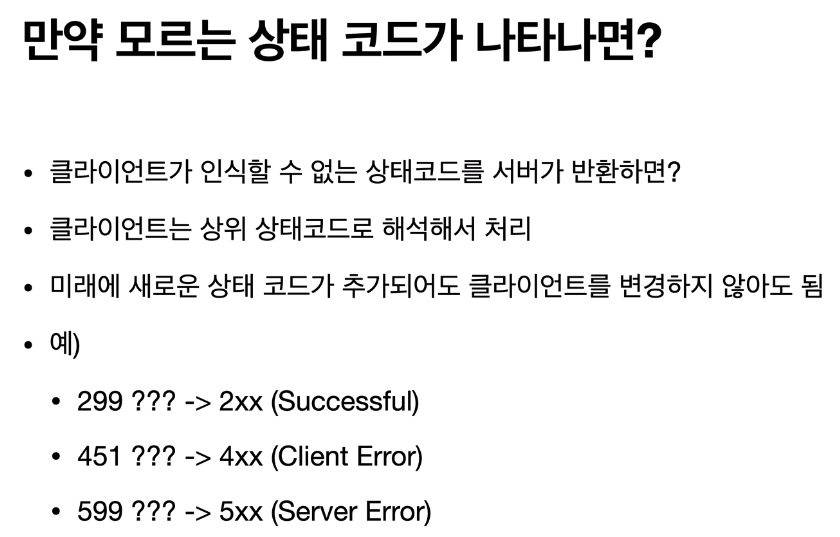 만약 모르는 상태 코드가 나타나면?
• 클라이언트가 인식할 수 없는 상태코드를 서버가 반환하면?
• 클라이언트는 상위 상태코드로 해석해서 처리
• 미래에 새로운 상태 코드가 추가되어도 클라이언트를 변경하지 않아도 됨
• 예)
• 299 ??? -> 2xx (Successful)
• 451 ??? -> 4xx (Client Error)
• 599 ??? -> 5xx (Server Error)